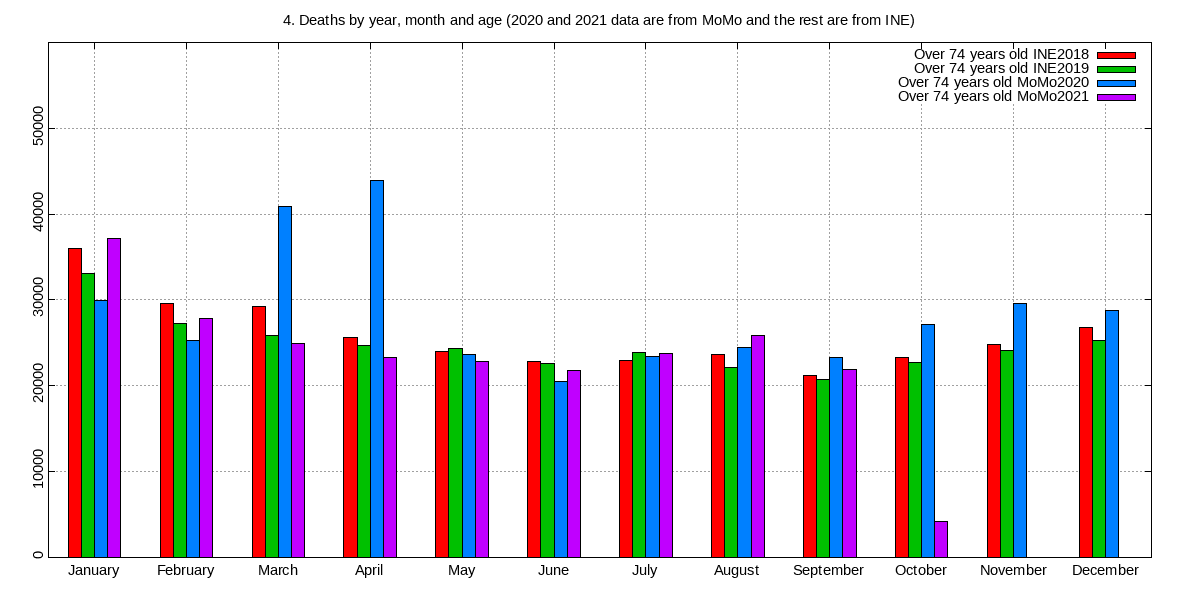 4. Deaths by year, month and age (2020 and 2021 data are from MoMo and the rest are from INE)
Over 74 years old INE2018
Over 74 years old INE2019
Over 74 years old MoMo2020
Over 74 years old MoMo2021
50000
40000
30000
20000
10000
0
January February March April May June July August September October November December